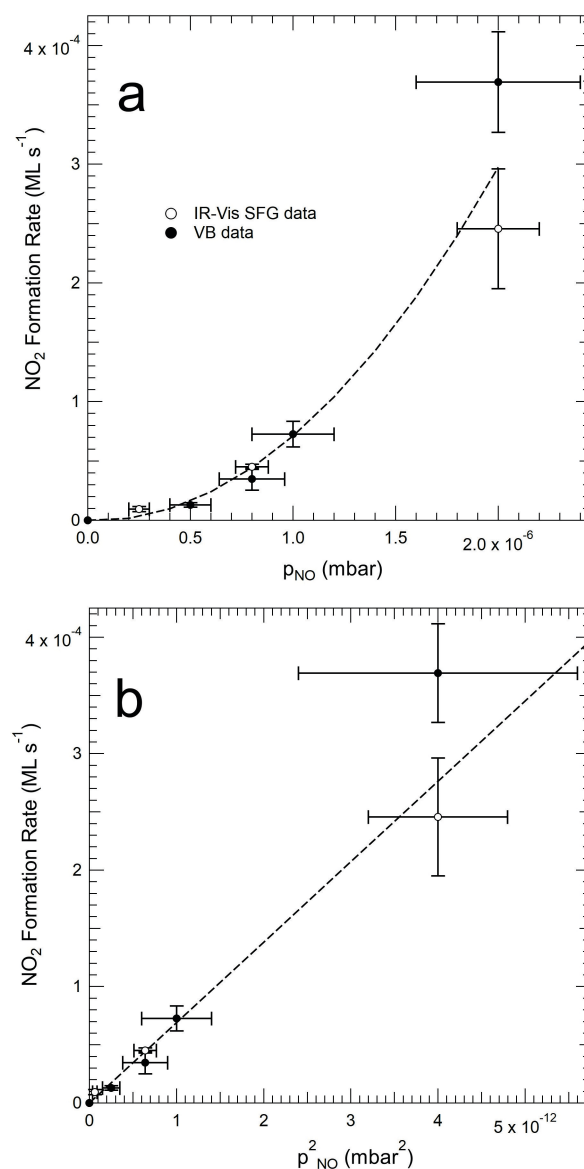 a
4 x 10⁻⁴
3
2
1
0
NO₂ Formation Rate (ML s⁻¹)
IR-Vis SFG data
VB data
0.0
0.5
1.0
1.5
2.0 x 10⁻⁶
p_NO (mbar)
b
4 x 10⁻⁴
3
2
1
0
NO₂ Formation Rate (ML s⁻¹)
0
1
2
3
4
5 x 10⁻¹²
p²_NO (mbar²)